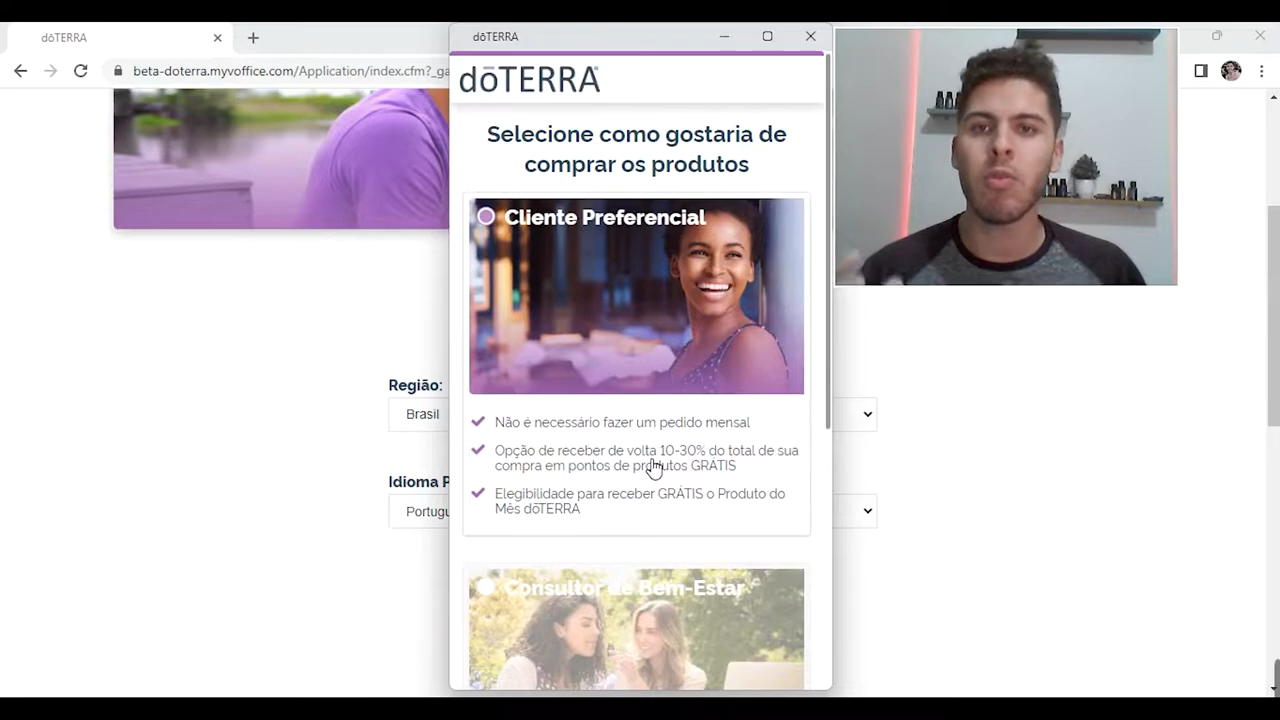 dōTERRA
beta-doterra.myvoffice.com/Application/index.cfm?_ga
dōTERRA
dōTERRA
Selecione como gostaria de
comprar os produtos
Cliente Preferencial
Não é necessário fazer um pedido mensal
Opção de receber de volta 10-30% do total de sua
compra em pontos de produtos GRÁTIS
Elegibilidade para receber GRÁTIS o Produto do
Mês dōTERRA
Consultor de Bem-Estar
Região:
Brasil
Idioma P
Portugu